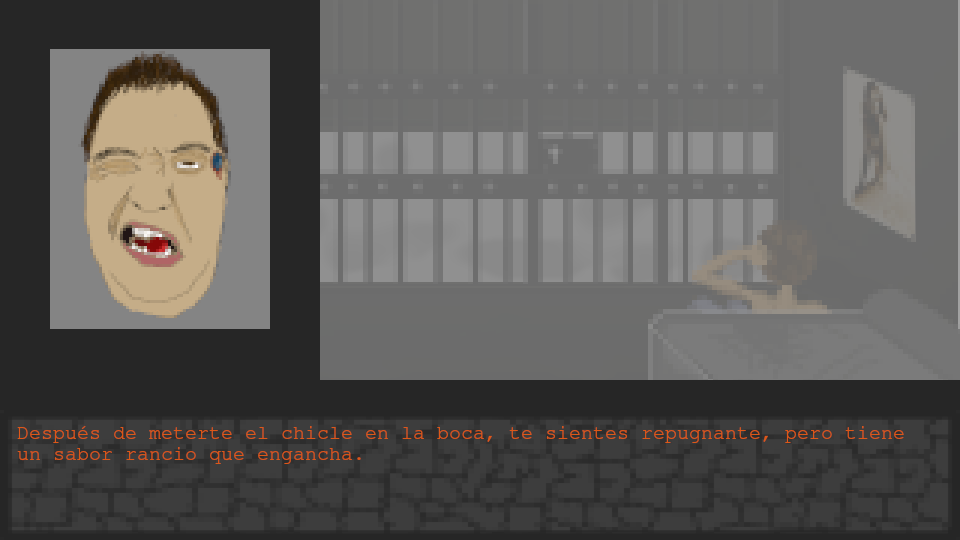 Después de meterte el chicle en la boca, te sientes repugnante, pero tiene
un sabor rancio que engancha.